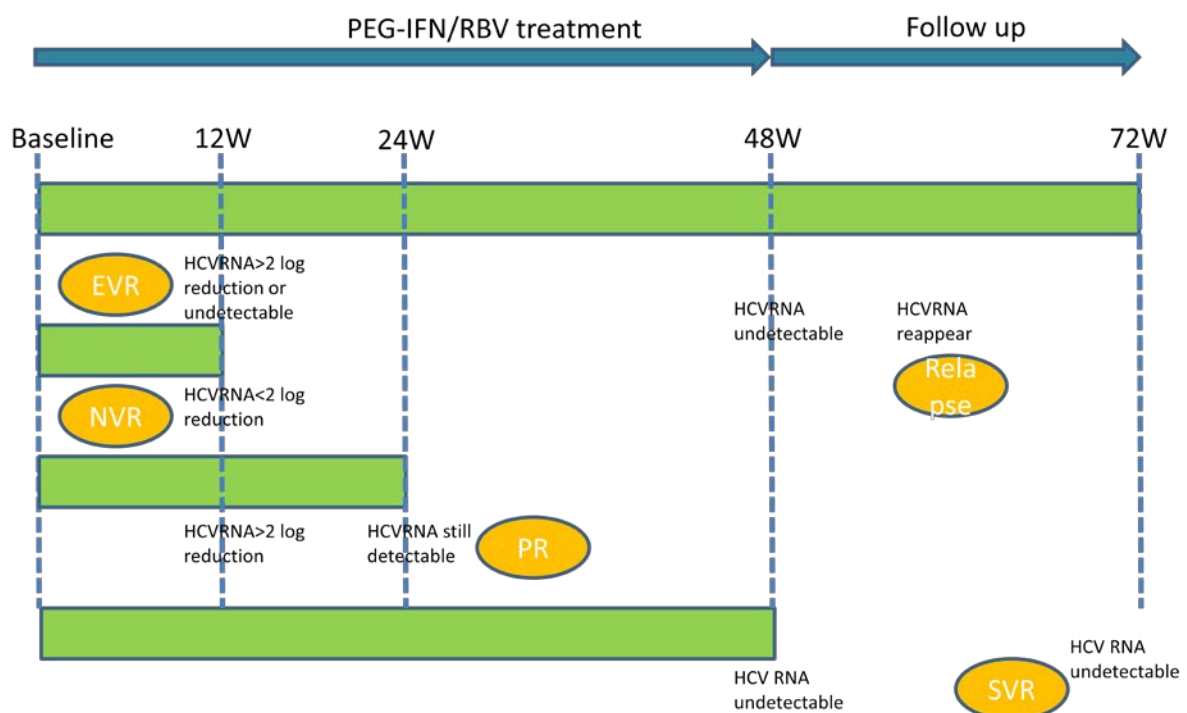 PEG-IFN/RBV treatment
Follow up
Baseline
12W
24W
48W
72W
EVR
HCVRNA>2 log
reduction or
undetectable
HCVRNA
undetectable
HCVRNA
reappear
Rela
pse
NVR
HCVRNA<2 log
reduction
HCVRNA>2 log
reduction
HCVRNA still
detectable
PR
HCV RNA
undetectable
SVR
HCV RNA
undetectable